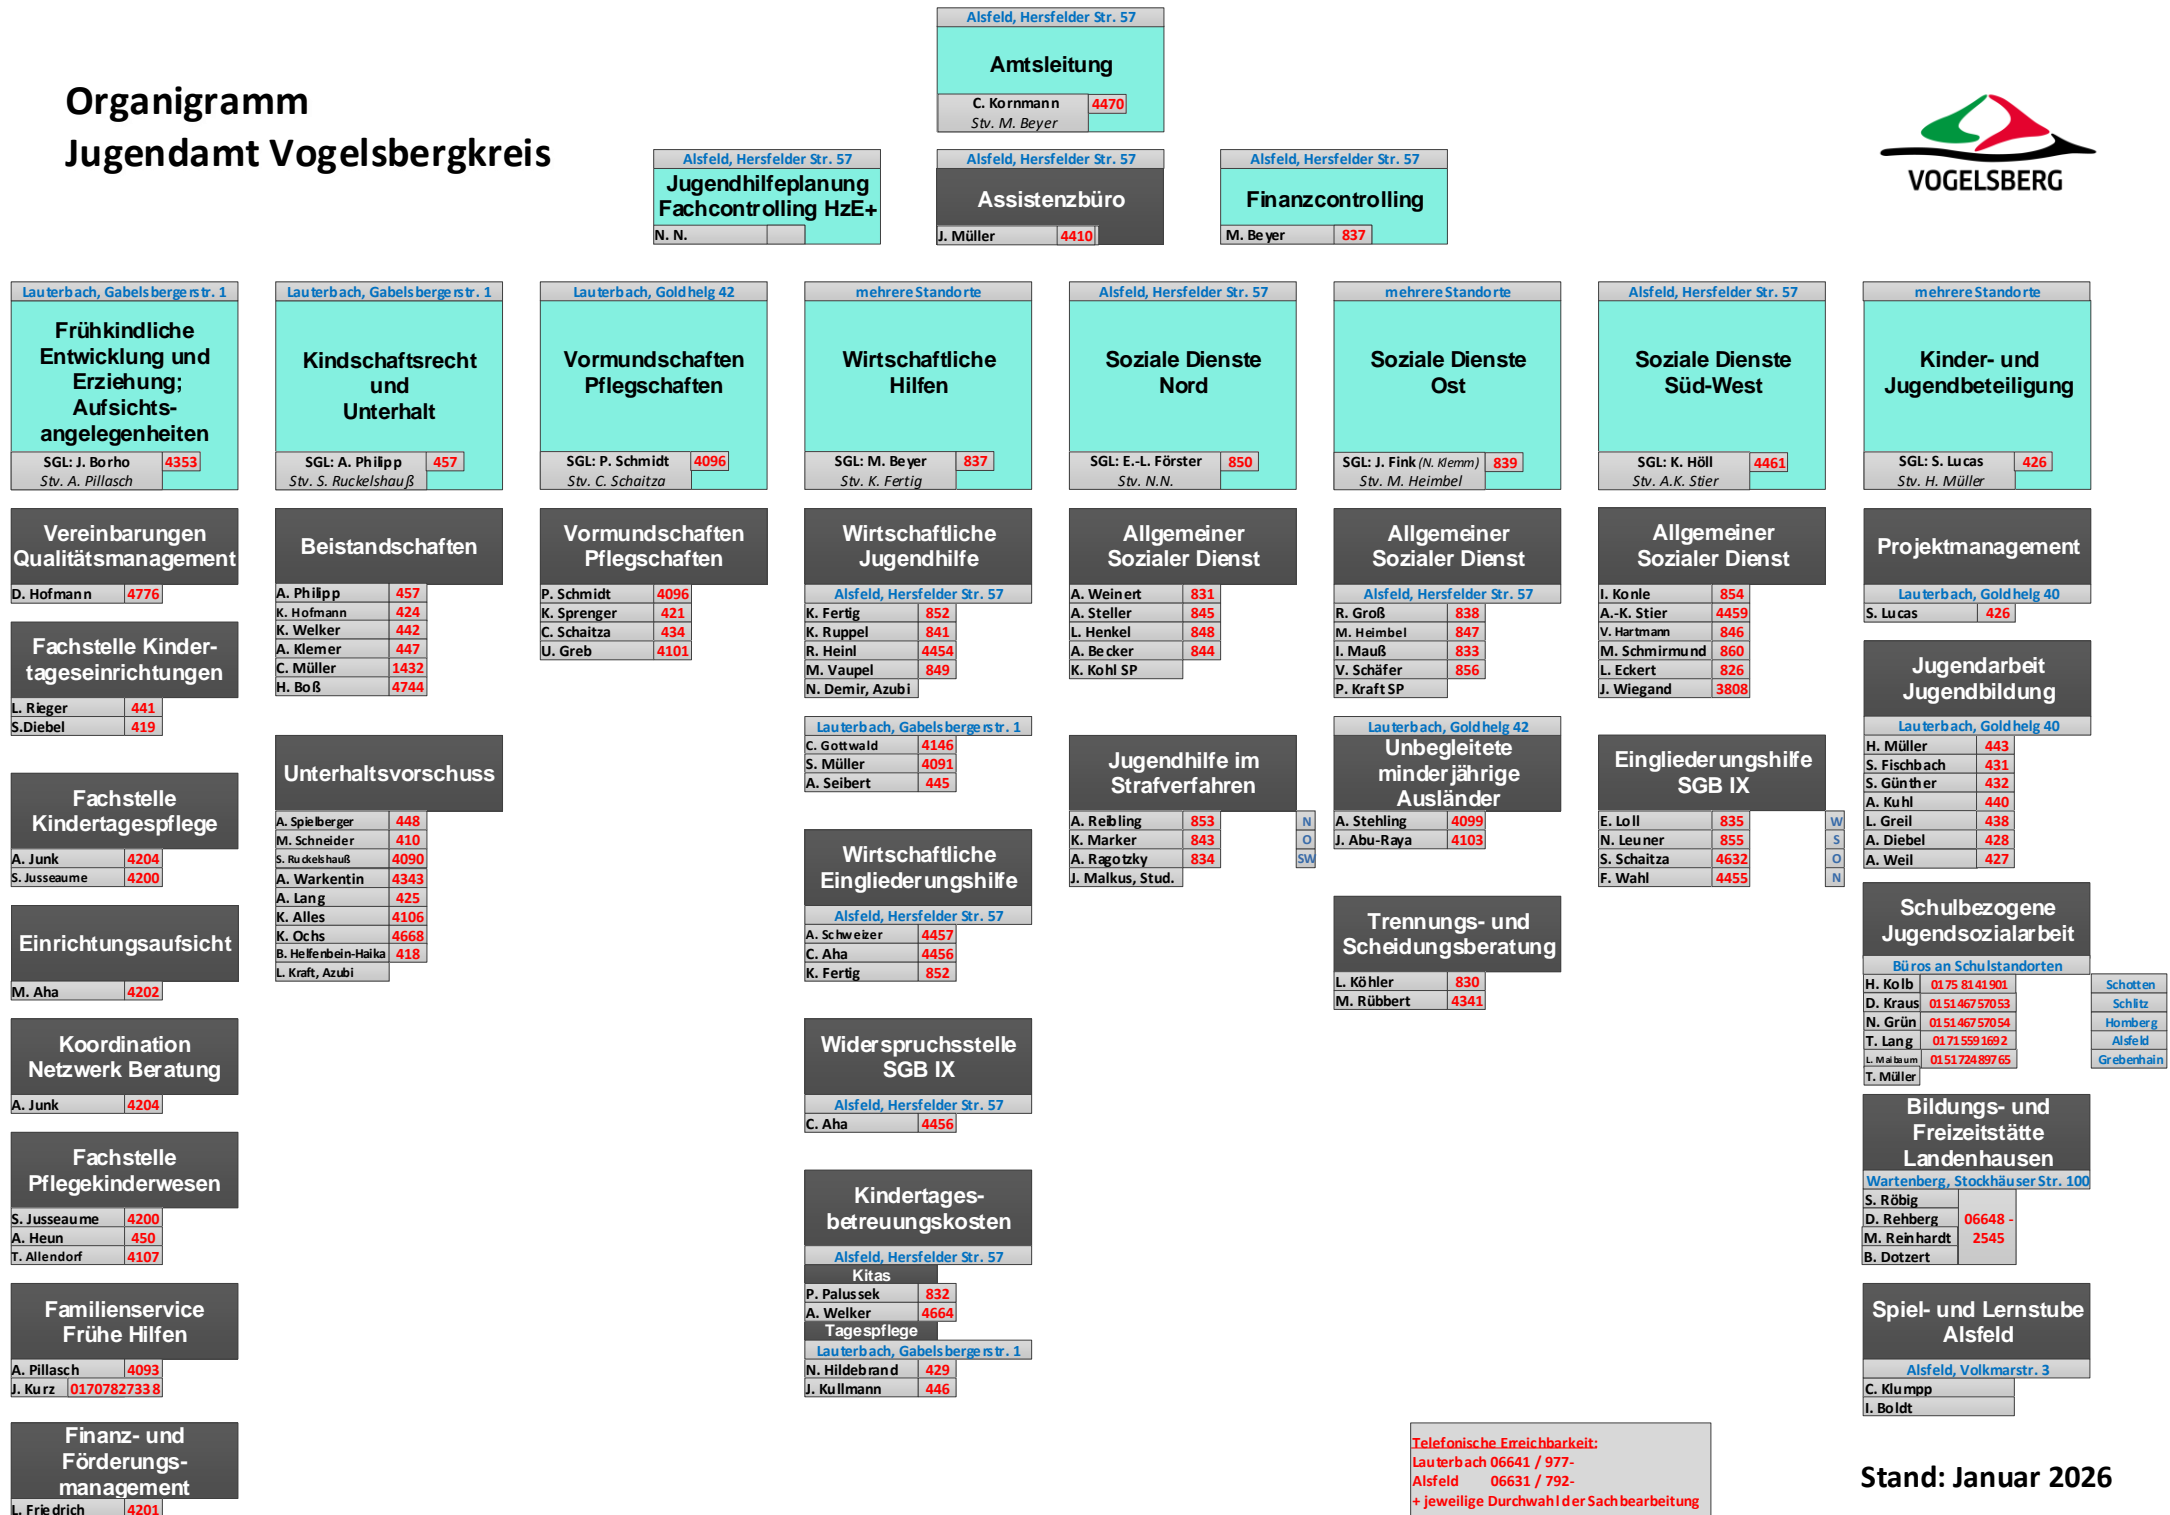 Organigramm
Jugendamt Vogelsbergkreis
Alsfeld, Hersfelder Str. 57
Amtsleitung
C. Kornmann 4470
Stv. M. Beyer
VOGELSBERG
Alsfeld, Hersfelder Str. 57
Jugendhilfeplanung
Fachcontrolling HzE+
N. N.
Alsfeld, Hersfelder Str. 57
Assistenzbüro
J. Müller 4410
Alsfeld, Hersfelder Str. 57
Finanzcontrolling
M. Beyer 837
Lauterbach, Gabelsbergerstr. 1
Frühkindliche
Entwicklung und
Erziehung;
Aufsichts-
angelegenheiten
SGL: J. Borho 4353
Stv. A. Pillasch
Vereinbarungen
Qualitätsmanagement
D. Hofmann 4776
Fachstelle Kinder-
tageseinrichtungen
L. Rieger 441
S.Diebel 419
Fachstelle
Kindertagespflege
A. Junk 4204
S. Jusseaume 4200
Einrichtungsaufsicht
M. Aha 4202
Koordination
Netzwerk Beratung
A. Junk 4204
Fachstelle
Pflegekinderwesen
S. Jusseaume 4200
A. Heun 450
T. Allendorf 4107
Familienservice
Frühe Hilfen
A. Pillasch 4093
J. Kurz 01707827338
Finanz- und
Förderungs-
management
L. Friedrich 4201
Lauterbach, Gabelsbergerstr. 1
Kindschaftsrecht
und
Unterhalt
SGL: A. Philipp 457
Stv. S. Ruckelshauß
Beistandschaften
A. Philipp 457
K. Hofmann 424
K. Welker 442
A. Klemer 447
C. Müller 1432
H. Boß 4744
Unterhaltsvorschuss
A. Spielberger 448
M. Schneider 410
S. Ruckelshauß 4090
A. Warkentin 4343
A. Lang 425
K. Alles 4106
K. Ochs 4668
B. Helfenbein-Haika 418
L. Kraft, Azubi
Lauterbach, Goldhelg 42
Vormundschaften
Pflegschaften
SGL: P. Schmidt 4096
Stv. C. Schaitza
Vormundschaften
Pflegschaften
P. Schmidt 4096
K. Sprenger 421
C. Schaitza 434
U. Greb 4101
mehrere Standorte
Wirtschaftliche
Hilfen
SGL: M. Beyer 837
Stv. K. Fertig
Wirtschaftliche
Jugendhilfe
Alsfeld, Hersfelder Str. 57
K. Fertig 852
K. Ruppel 841
R. Heinl 4454
M. Vaupel 849
N. Demir, Azubi
Lauterbach, Gabelsbergerstr. 1
C. Gottwald 4146
S. Müller 4091
A. Seibert 445
Wirtschaftliche
Eingliederungshilfe
Alsfeld, Hersfelder Str. 57
A. Schweizer 4457
C. Aha 4456
K. Fertig 852
Widerspruchsstelle
SGB IX
Alsfeld, Hersfelder Str. 57
C. Aha 4456
Kindertages-
betreuungskosten
Alsfeld, Hersfelder Str. 57
Kitas
P. Palussek 832
A. Welker 4664
Tagespflege
Lauterbach, Gabelsbergerstr. 1
N. Hildebrand 429
J. Kullmann 446
Alsfeld, Hersfelder Str. 57
Soziale Dienste
Nord
SGL: E.-L. Förster 850
Stv. N.N.
Allgemeiner
Sozialer Dienst
A. Weinert 831
A. Steller 845
L. Henkel 848
A. Becker 844
K. Kohl SP
Jugendhilfe im
Strafverfahren
A. Reibling 853 N
K. Marker 843 O
A. Ragotzky 834 SW
J. Malkus, Stud.
mehrere Standorte
Soziale Dienste
Ost
SGL: J. Fink (N. Klemm) 839
Stv. M. Heimbel
Allgemeiner
Sozialer Dienst
Alsfeld, Hersfelder Str. 57
R. Groß 838
M. Heimbel 847
I. Mauß 833
V. Schäfer 856
P. Kraft SP
Lauterbach, Goldhelg 42
Unbegleitete
minderjährige
Ausländer
A. Stehling 4099
J. Abu-Raya 4103
Trennungs- und
Scheidungsberatung
L. Köhler 830
M. Rübbert 4341
Alsfeld, Hersfelder Str. 57
Soziale Dienste
Süd-West
SGL: K. Höll 4461
Stv. A.K. Stier
Allgemeiner
Sozialer Dienst
I. Konle 854
A.-K. Stier 4459
V. Hartmann 846
M. Schmirmund 860
L. Eckert 826
J. Wiegand 3808
Eingliederungshilfe
SGB IX
E. Loll 835 W
N. Leuner 855 S
S. Schaitza 4632 O
F. Wahl 4455 N
mehrere Standorte
Kinder- und
Jugendbeteiligung
SGL: S. Lucas 426
Stv. H. Müller
Projektmanagement
Lauterbach, Goldhelg 40
S. Lucas 426
Jugendarbeit
Jugendbildung
Lauterbach, Goldhelg 40
H. Müller 443
S. Fischbach 431
S. Günther 432
A. Kuhl 440
L. Greil 438
A. Diebel 428
A. Weil 427
Schulbezogene
Jugendsozialarbeit
Büros an Schulstandorten
H. Kolb 0175 8141901 Schotten
D. Kraus 015146757053 Schlitz
N. Grün 015146757054 Homberg
T. Lang 01715591692 Alsfeld
L. Maibaum 015172489765 Grebenhain
T. Müller
Bildungs- und
Freizeitstätte
Landenhausen
Wartenberg, Stockhäuser Str. 100
S. Röbig
D. Rehberg 06648 -
M. Reinhardt 2545
B. Dotzert
Spiel- und Lernstube
Alsfeld
Alsfeld, Volkmarstr. 3
C. Klumpp
I. Boldt
Telefonische Erreichbarkeit:
Lauterbach 06641 / 977-
Alsfeld 06631 / 792-
+ jeweilige Durchwahl der Sachbearbeitung
Stand: Januar 2026